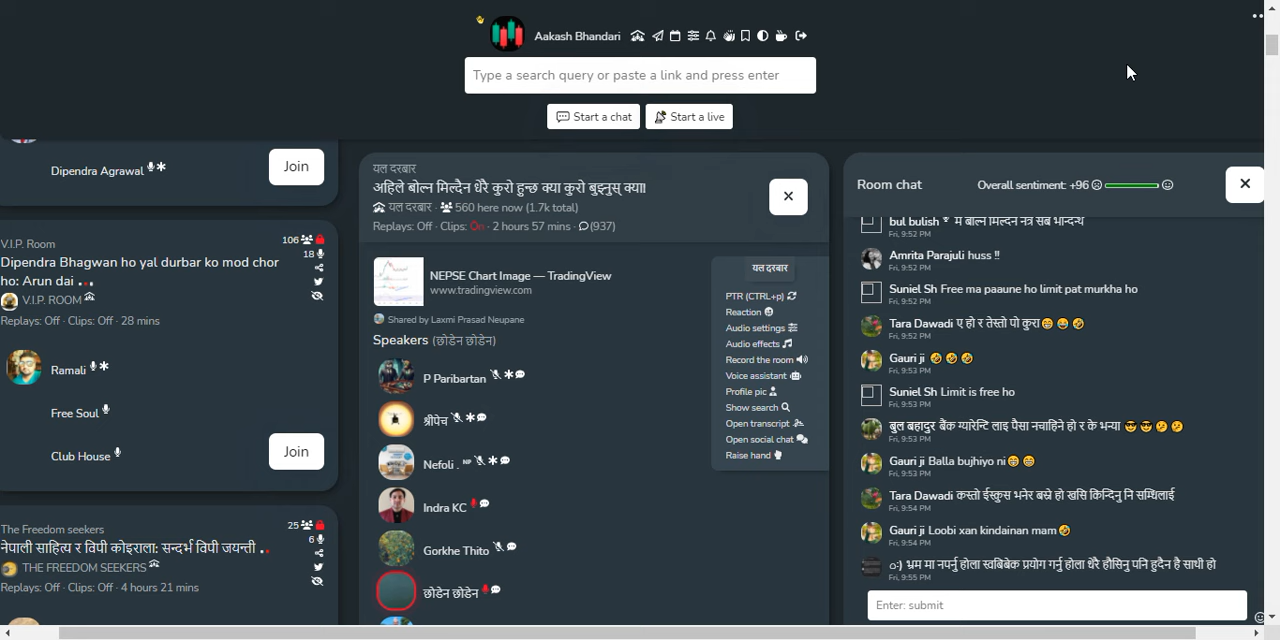 Aakash Bhandari
Type a search query or paste a link and press enter
Start a chat
Start a live
Dipendra Agrawal
Join
V.I.P. Room
106
18
Dipendra Bhagwan ho yal durbar ko mod chor
ho: Arun dai
V.I.P. ROOM
Replays: Off · Clips: Off · 28 mins
Ramali
Free Soul
Club House
Join
The Freedom seekers
25
6
नेपाली साहित्य र विपी कोइराला: सन्दर्भ विपी जयन्ती
THE FREEDOM SEEKERS
Replays: Off · Clips: Off · 4 hours 21 mins
यल दरबार
अहिले बोल्न मिल्दैन धेरै कुरो हुन्छ क्या कुरो बुझ्नुस् क्या॥
यल दरबार · 560 here now (1.7k total)
Replays: Off · Clips: On · 2 hours 57 mins · (937)
NEPSE Chart Image — TradingView
www.tradingview.com
Shared by Laxmi Prasad Neupane
Speakers (छोडेन छोडेन)
P Paribartan
श्रीपेच
Nefoli . NP
Indra KC
Gorkhe Thito
छोडेन छोडेन
यल दरबार
PTR (CTRL+p)
Reaction
Audio settings
Audio effects
Record the room
Voice assistant
Profile pic
Show search
Open transcript
Open social chat
Raise hand
Room chat
Overall sentiment: +96
bul bulish म बोल्न मिल्दिन नत्र सब भान्दिन्थे
Fri, 9:52 PM
Amrita Parajuli huss !!
Fri, 9:52 PM
Suniel Sh Free ma paaune ho limit pat murkha ho
Fri, 9:52 PM
Tara Dawadi ए हो र तेस्तो पो कुरा😁😂🤣
Fri, 9:52 PM
Gauri ji 🤣🤣🤣
Fri, 9:53 PM
Suniel Sh Limit is free ho
Fri, 9:53 PM
बुल बहादुर बैंक ग्यारेन्टि लाइ पैसा नचाहिने हो र के भन्या 😎😎🫡🫡
Fri, 9:53 PM
Gauri ji Balla bujhiyo ni😁😁
Fri, 9:53 PM
Tara Dawadi कस्तो ईस्कुस भनेर बस्ने हो खसि किन्दिनु नि सम्धिलाई
Fri, 9:54 PM
Gauri ji Loobi xan kindainan mam🤣
Fri, 9:54 PM
o:) भ्रम मा नपर्नु होला स्वबिबेक प्रयोग गर्नु होला धेरै हौसिनु पनि हुदैन है साथी हो
Fri, 9:55 PM
Enter: submit